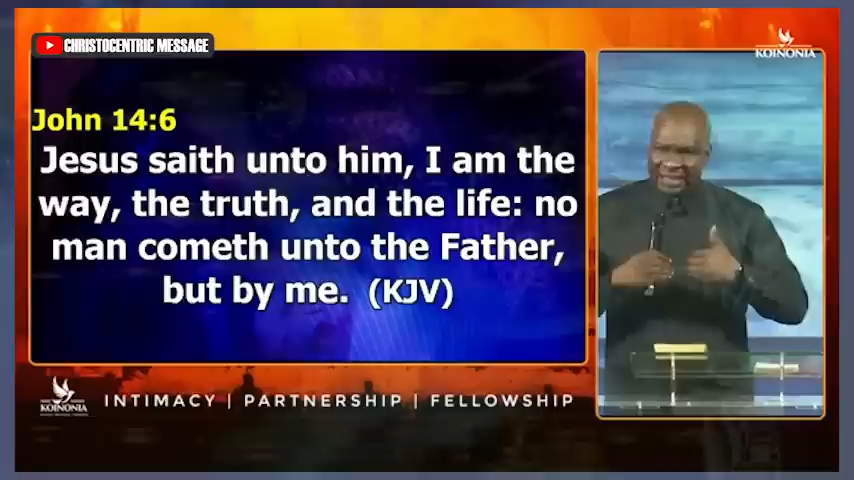 CHRISTOCENTRIC MESSAGE
KOINONIA
John 14:6
Jesus saith unto him, I am the
way, the truth, and the life: no
man cometh unto the Father,
but by me. (KJV)
KOINONIA
INTIMACY | PARTNERSHIP | FELLOWSHIP